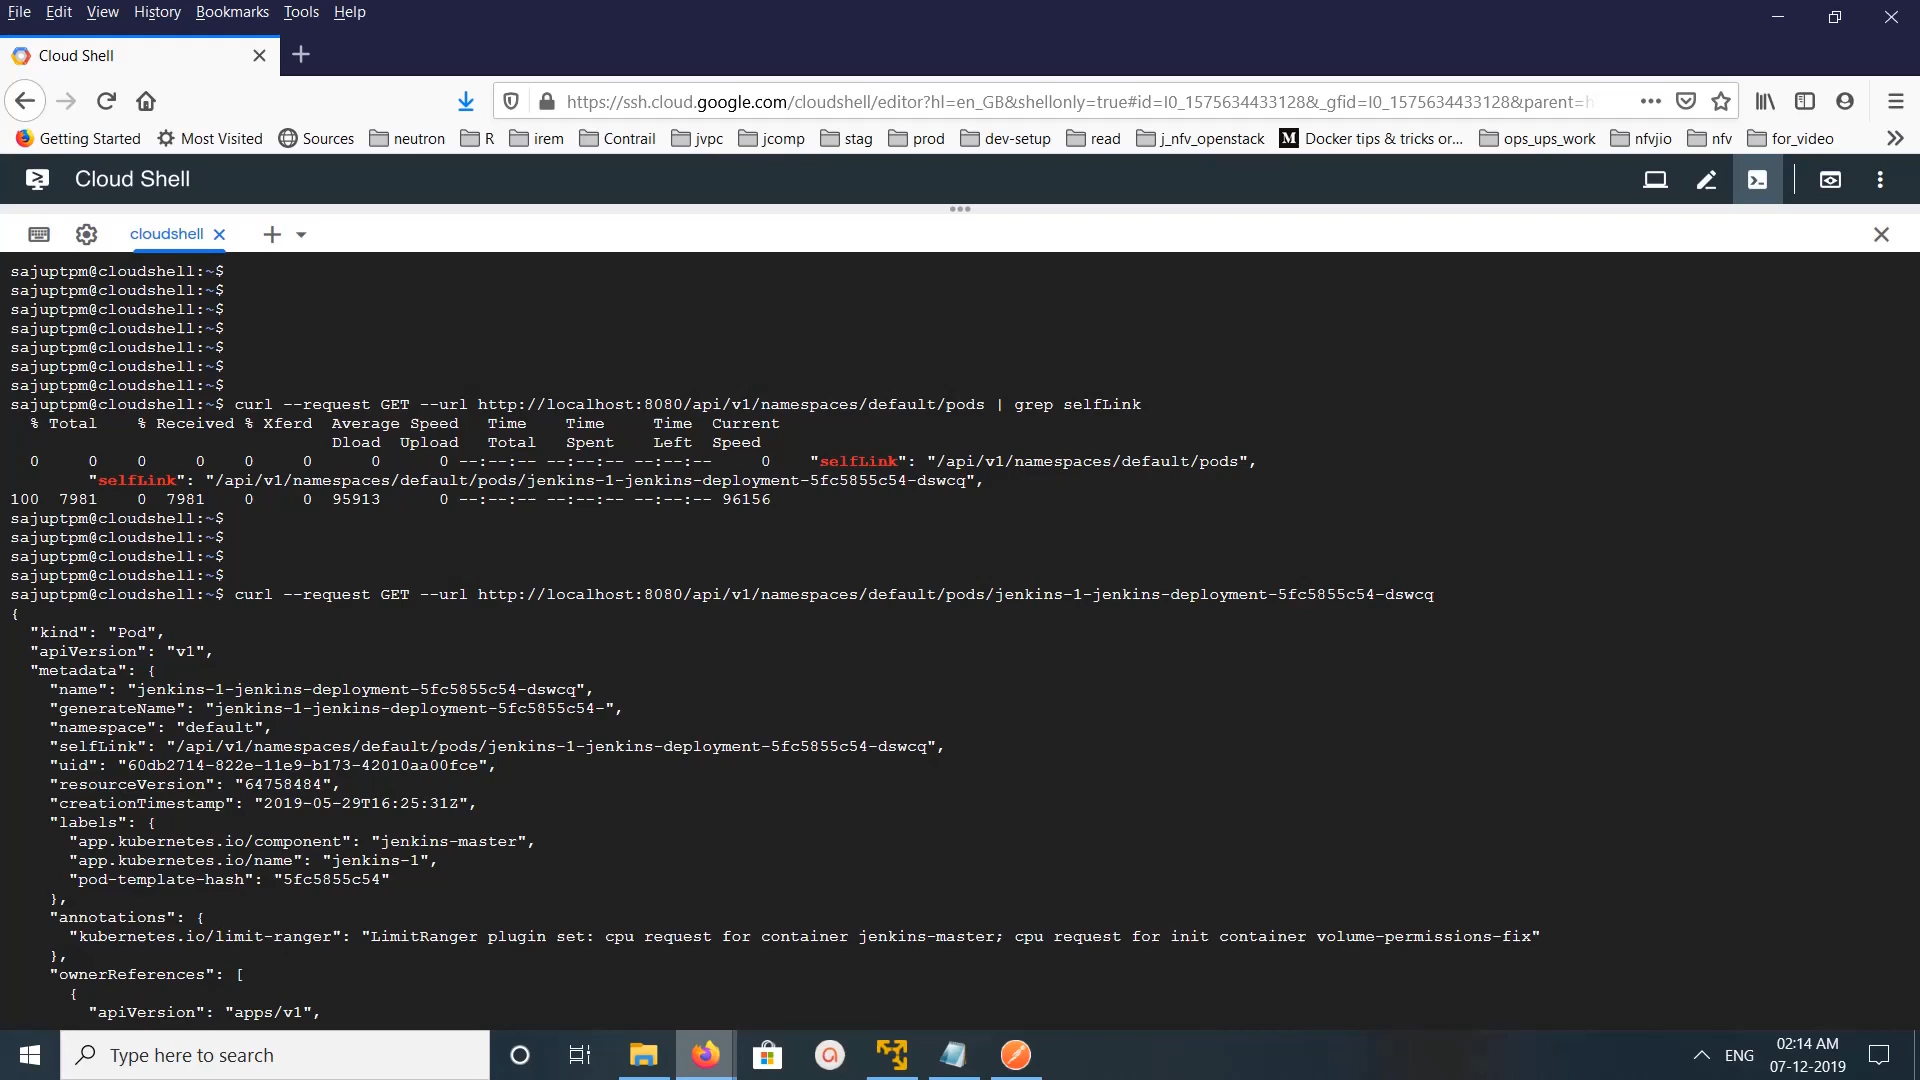 File Edit View History Bookmarks Tools Help
Cloud Shell
https://ssh.cloud.google.com/cloudshell/editor?hl=en_GB&shellonly=true#id=I0_1575634433128&_gfid=I0_1575634433128&parent=h
Getting Started Most Visited Sources neutron R irem Contrail jvpc jcomp stag prod dev-setup read j_nfv_openstack M Docker tips & tricks or... ops_ups_work nfvjio nfv for_video
Cloud Shell
cloudshell
sajuptpm@cloudshell:~$
sajuptpm@cloudshell:~$
sajuptpm@cloudshell:~$
sajuptpm@cloudshell:~$
sajuptpm@cloudshell:~$
sajuptpm@cloudshell:~$
sajuptpm@cloudshell:~$
sajuptpm@cloudshell:~$ curl --request GET --url http://localhost:8080/api/v1/namespaces/default/pods | grep selfLink
% Total % Received % Xferd Average Speed Time Time Time Current
Dload Upload Total Spent Left Speed
0 0 0 0 0 0 0 0 --:--:-- --:--:-- --:--:-- 0 "selfLink": "/api/v1/namespaces/default/pods",
"selfLink": "/api/v1/namespaces/default/pods/jenkins-1-jenkins-deployment-5fc5855c54-dswcq",
100 7981 0 7981 0 0 95913 0 --:--:-- --:--:-- --:--:-- 96156
sajuptpm@cloudshell:~$
sajuptpm@cloudshell:~$
sajuptpm@cloudshell:~$
sajuptpm@cloudshell:~$
sajuptpm@cloudshell:~$ curl --request GET --url http://localhost:8080/api/v1/namespaces/default/pods/jenkins-1-jenkins-deployment-5fc5855c54-dswcq
{
"kind": "Pod",
"apiVersion": "v1",
"metadata": {
"name": "jenkins-1-jenkins-deployment-5fc5855c54-dswcq",
"generateName": "jenkins-1-jenkins-deployment-5fc5855c54-",
"namespace": "default",
"selfLink": "/api/v1/namespaces/default/pods/jenkins-1-jenkins-deployment-5fc5855c54-dswcq",
"uid": "60db2714-822e-11e9-b173-42010aa00fce",
"resourceVersion": "64758484",
"creationTimestamp": "2019-05-29T16:25:31Z",
"labels": {
"app.kubernetes.io/component": "jenkins-master",
"app.kubernetes.io/name": "jenkins-1",
"pod-template-hash": "5fc5855c54"
},
"annotations": {
"kubernetes.io/limit-ranger": "LimitRanger plugin set: cpu request for container jenkins-master; cpu request for init container volume-permissions-fix"
},
"ownerReferences": [
{
"apiVersion": "apps/v1",
Type here to search
ENG
02:14 AM
07-12-2019